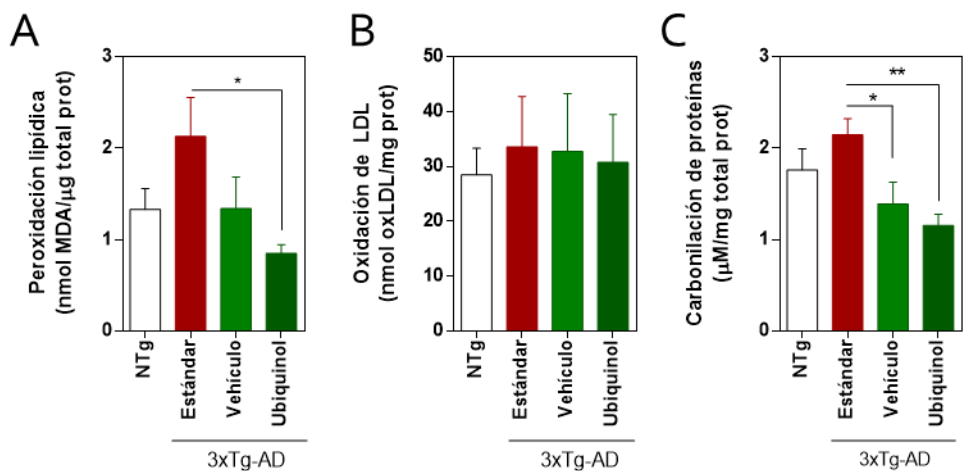 A
Peroxidación lipídica
(nmol MDA/µg total prot)
3
2
1
0
*
NTg
Estándar
Vehículo
Ubiquinol
3xTg-AD
B
Oxidación de LDL
(nmol oxLDL/mg prot)
50
40
30
20
10
0
NTg
Estándar
Vehículo
Ubiquinol
3xTg-AD
C
Carbonilación de proteínas
(µM/mg total prot)
3
2
1
0
**
*
NTg
Estándar
Vehículo
Ubiquinol
3xTg-AD